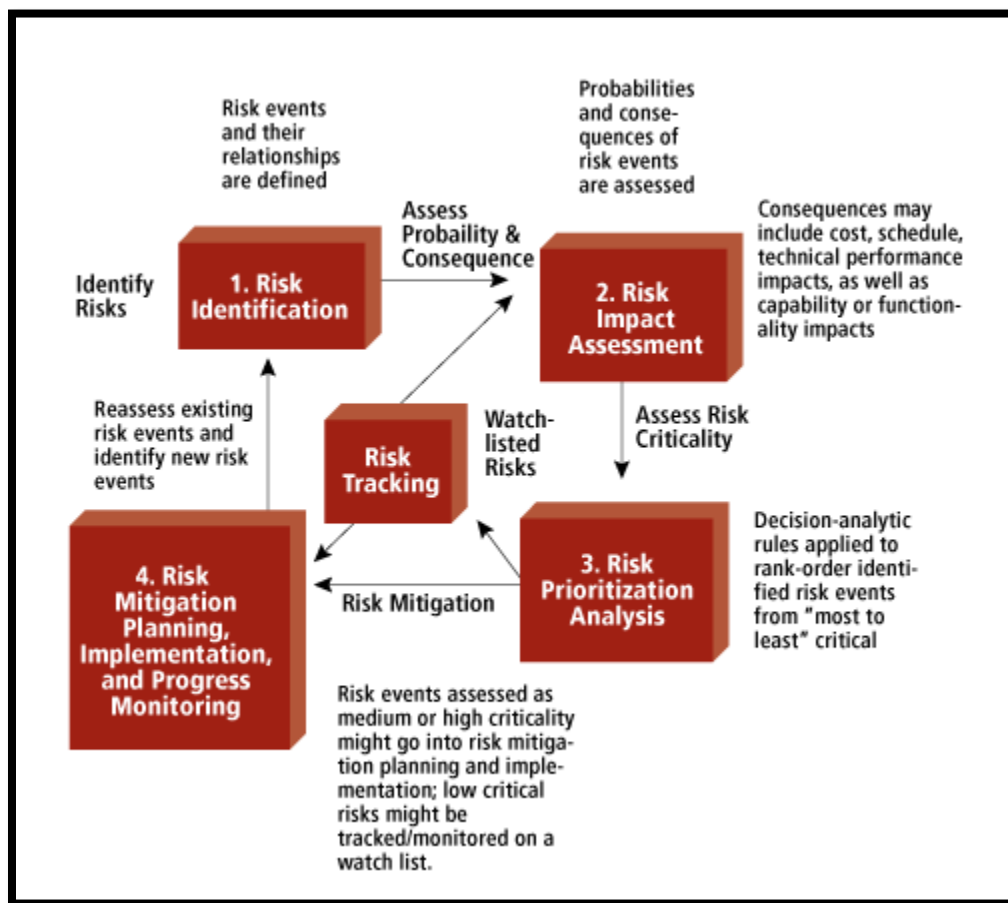 Risk events
and their
relationships
are defined
Probabilities
and conse-
quences of
risk events
are assessed
Assess
Probaility &
Consequence
Consequences may
include cost, schedule,
technical performance
impacts, as well as
capability or function-
ality impacts
Identify
Risks
1. Risk
Identification
2. Risk
Impact
Assessment
Reassess existing
risk events and
identify new risk
events
Risk
Tracking
Watch-
listed
Risks
Assess Risk
Criticality
4. Risk
Mitigation
Planning,
Implementation,
and Progress
Monitoring
Risk Mitigation
3. Risk
Prioritization
Analysis
Decision-analytic
rules applied to
rank-order identi-
fied risk events
from "most to
least" critical
Risk events assessed as
medium or high criticality
might go into risk mitiga-
tion planning and imple-
mentation; low critical
risks might be
tracked/monitored on a
watch list.